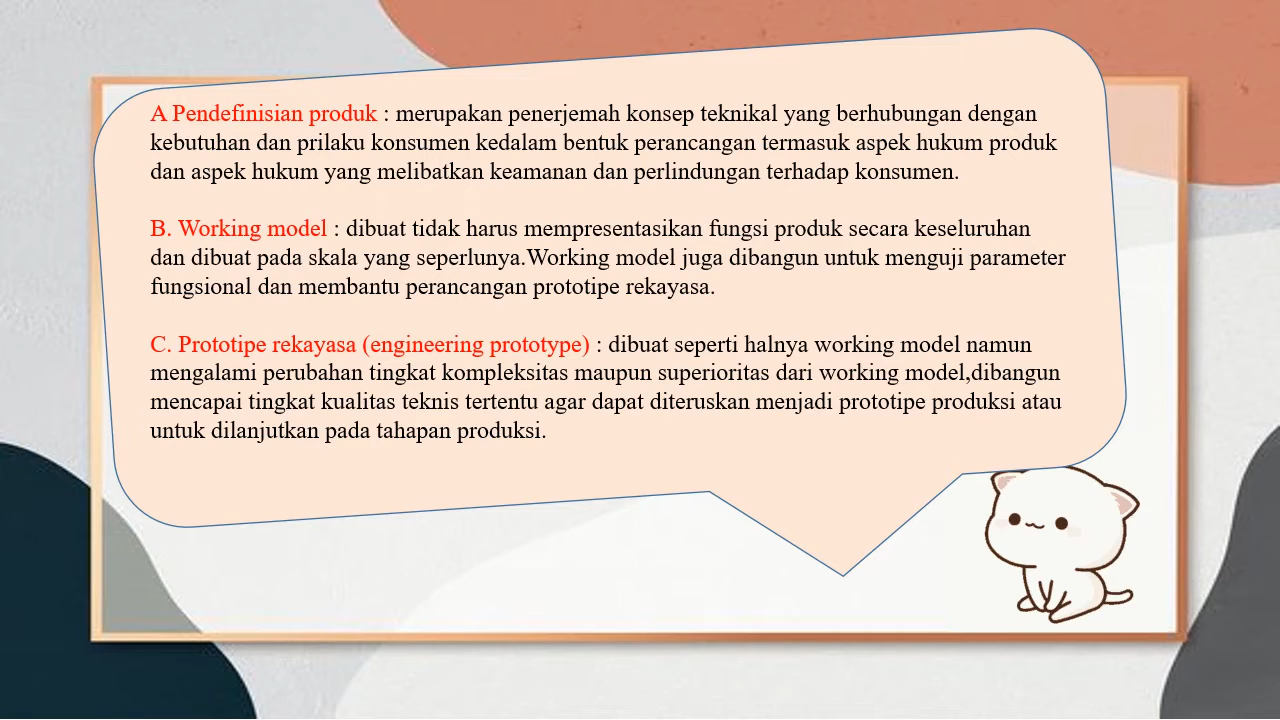 A Pendefinisian produk : merupakan penerjemah konsep teknikal yang berhubungan dengan
kebutuhan dan prilaku konsumen kedalam bentuk perancangan termasuk aspek hukum produk
dan aspek hukum yang melibatkan keamanan dan perlindungan terhadap konsumen.
B. Working model : dibuat tidak harus mempresentasikan fungsi produk secara keseluruhan
dan dibuat pada skala yang seperlunya.Working model juga dibangun untuk menguji parameter
fungsional dan membantu perancangan prototipe rekayasa.
C. Prototipe rekayasa (engineering prototype) : dibuat seperti halnya working model namun
mengalami perubahan tingkat kompleksitas maupun superioritas dari working model,dibangun
mencapai tingkat kualitas teknis tertentu agar dapat diteruskan menjadi prototipe produksi atau
untuk dilanjutkan pada tahapan produksi.